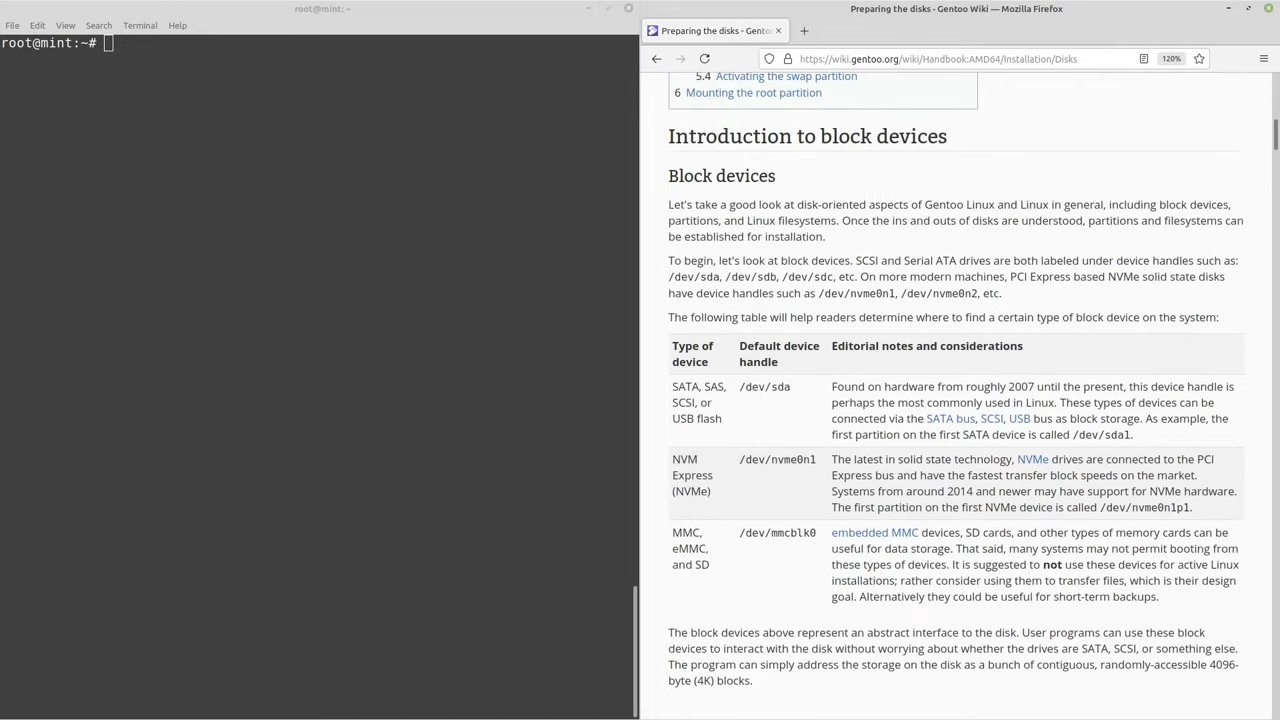 root@mint: ~
File Edit View Search Terminal Help
root@mint:~#
Preparing the disks - Gentoo Wiki — Mozilla Firefox
Preparing the disks - Gento
https://wiki.gentoo.org/wiki/Handbook:AMD64/Installation/Disks
120%
5.4 Activating the swap partition
6 Mounting the root partition
Introduction to block devices
Block devices
Let's take a good look at disk-oriented aspects of Gentoo Linux and Linux in general, including block devices,
partitions, and Linux filesystems. Once the ins and outs of disks are understood, partitions and filesystems can
be established for installation.
To begin, let's look at block devices. SCSI and Serial ATA drives are both labeled under device handles such as:
/dev/sda, /dev/sdb, /dev/sdc, etc. On more modern machines, PCI Express based NVMe solid state disks
have device handles such as /dev/nvme0n1, /dev/nvme0n2, etc.
The following table will help readers determine where to find a certain type of block device on the system:
Type of device
Default device handle
Editorial notes and considerations
SATA, SAS,
SCSI, or
USB flash
/dev/sda
Found on hardware from roughly 2007 until the present, this device handle is
perhaps the most commonly used in Linux. These types of devices can be
connected via the SATA bus, SCSI, USB bus as block storage. As example, the
first partition on the first SATA device is called /dev/sda1.
NVM
Express
(NVMe)
/dev/nvme0n1
The latest in solid state technology, NVMe drives are connected to the PCI
Express bus and have the fastest transfer block speeds on the market.
Systems from around 2014 and newer may have support for NVMe hardware.
The first partition on the first NVMe device is called /dev/nvme0n1p1.
MMC,
eMMC,
and SD
/dev/mmcblk0
embedded MMC devices, SD cards, and other types of memory cards can be
useful for data storage. That said, many systems may not permit booting from
these types of devices. It is suggested to not use these devices for active Linux
installations; rather consider using them to transfer files, which is their design
goal. Alternatively they could be useful for short-term backups.
The block devices above represent an abstract interface to the disk. User programs can use these block
devices to interact with the disk without worrying about whether the drives are SATA, SCSI, or something else.
The program can simply address the storage on the disk as a bunch of contiguous, randomly-accessible 4096-
byte (4K) blocks.